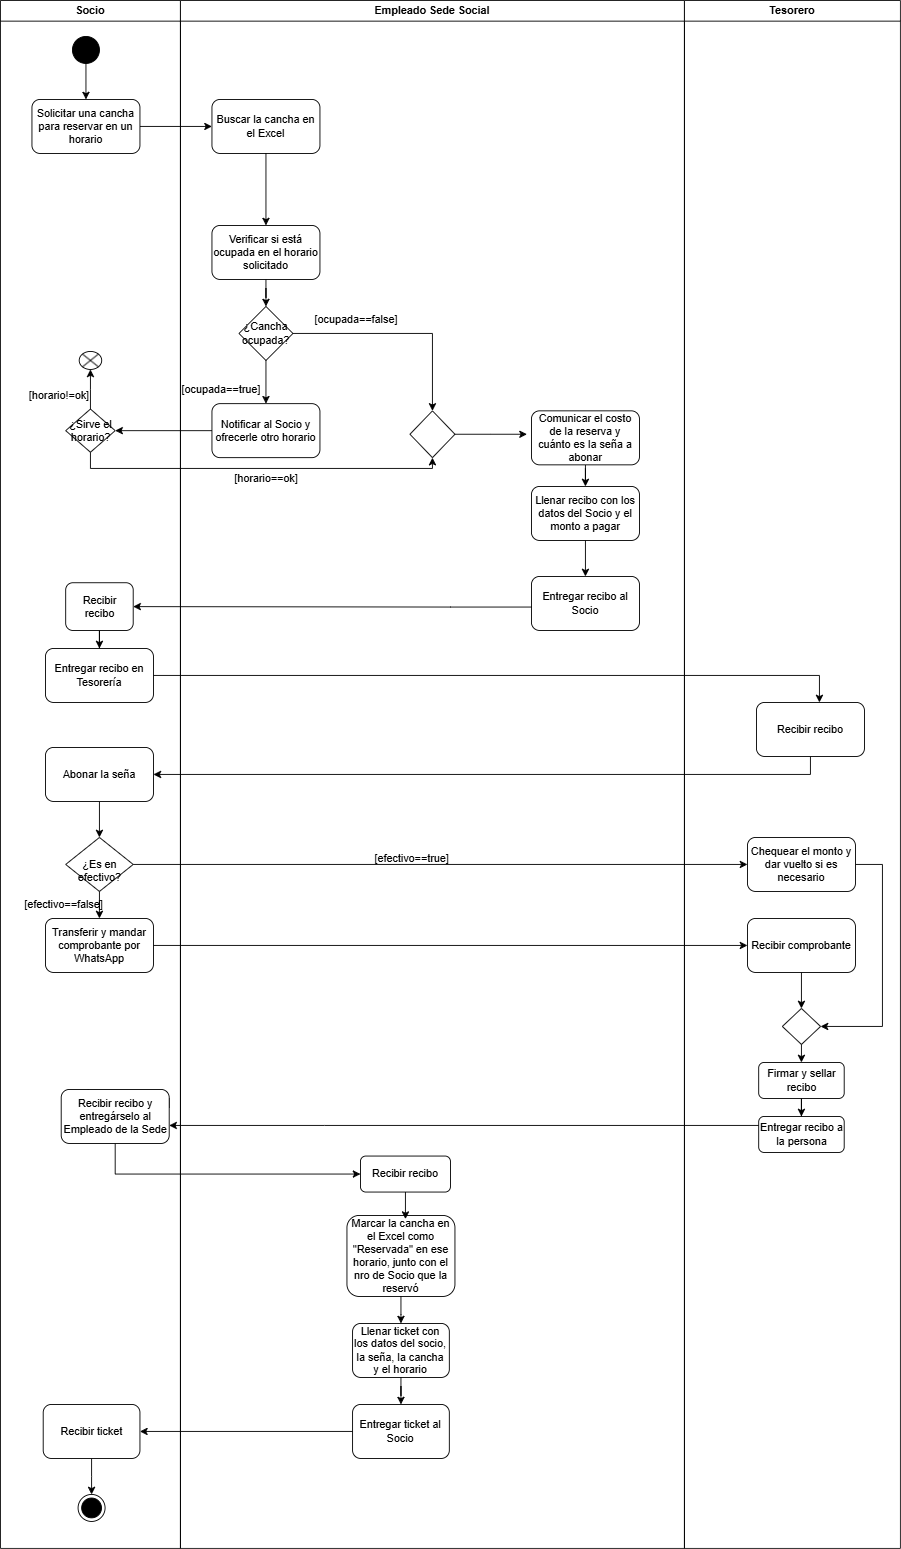 Socio
Empleado Sede Social
Tesorero
Solicitar una cancha
para reservar en un
horario
Buscar la cancha en
el Excel
Verificar si está
ocupada en el horario
solicitado
¿Cancha
ocupada?
[ocupada==false]
[ocupada==true]
Notificar al Socio y
ofrecerle otro horario
[horario!=ok]
¿Sirve el
horario?
[horario==ok]
Comunicar el costo
de la reserva y
cuánto es la seña a
abonar
Llenar recibo con los
datos del Socio y el
monto a pagar
Entregar recibo al
Socio
Recibir
recibo
Entregar recibo en
Tesorería
Recibir recibo
Abonar la seña
¿Es en
efectivo?
[efectivo==true]
Chequear el monto y
dar vuelto si es
necesario
[efectivo==false]
Transferir y mandar
comprobante por
WhatsApp
Recibir comprobante
Firmar y sellar
recibo
Entregar recibo a
la persona
Recibir recibo y
entregárselo al
Empleado de la Sede
Recibir recibo
Marcar la cancha en
el Excel como
"Reservada" en ese
horario, junto con el
nro de Socio que la
reservó
Llenar ticket con
los datos del socio,
la seña, la cancha
y el horario
Entregar ticket al
Socio
Recibir ticket